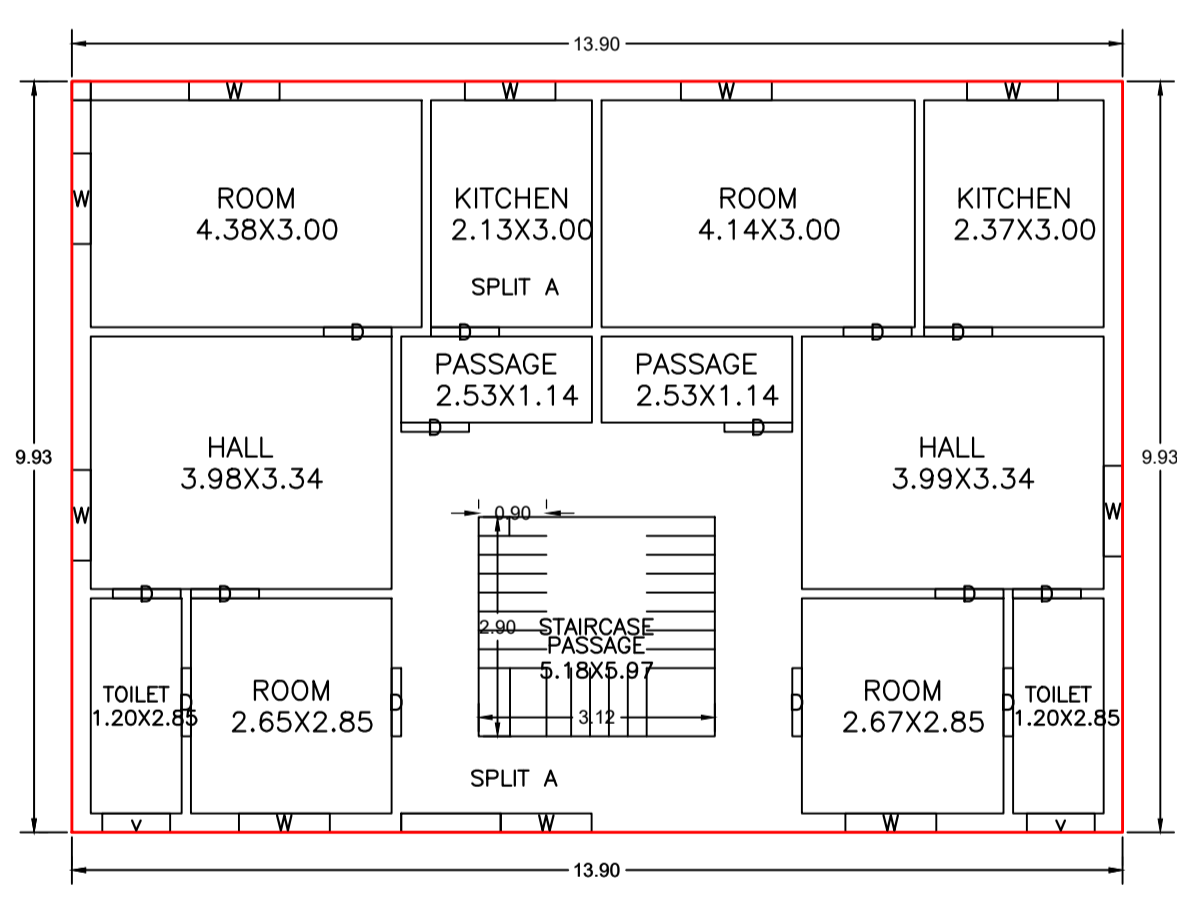 13.90
W
W
W
W
W
ROOM
4.38X3.00
KITCHEN
2.13X3.00
ROOM
4.14X3.00
KITCHEN
2.37X3.00
SPLIT A
D
D
D
D
PASSAGE
2.53X1.14
PASSAGE
2.53X1.14
D
D
9.93
HALL
3.98X3.34
HALL
3.99X3.34
9.93
W
0.90
W
D
D
D
D
2.90
STAIRCASE
PASSAGE
5.18X5.97
TOILET
1.20X2.85
D
ROOM
2.65X2.85
D
3.12
D
ROOM
2.67X2.85
D
TOILET
1.20X2.85
SPLIT A
V
W
W
W
V
13.90